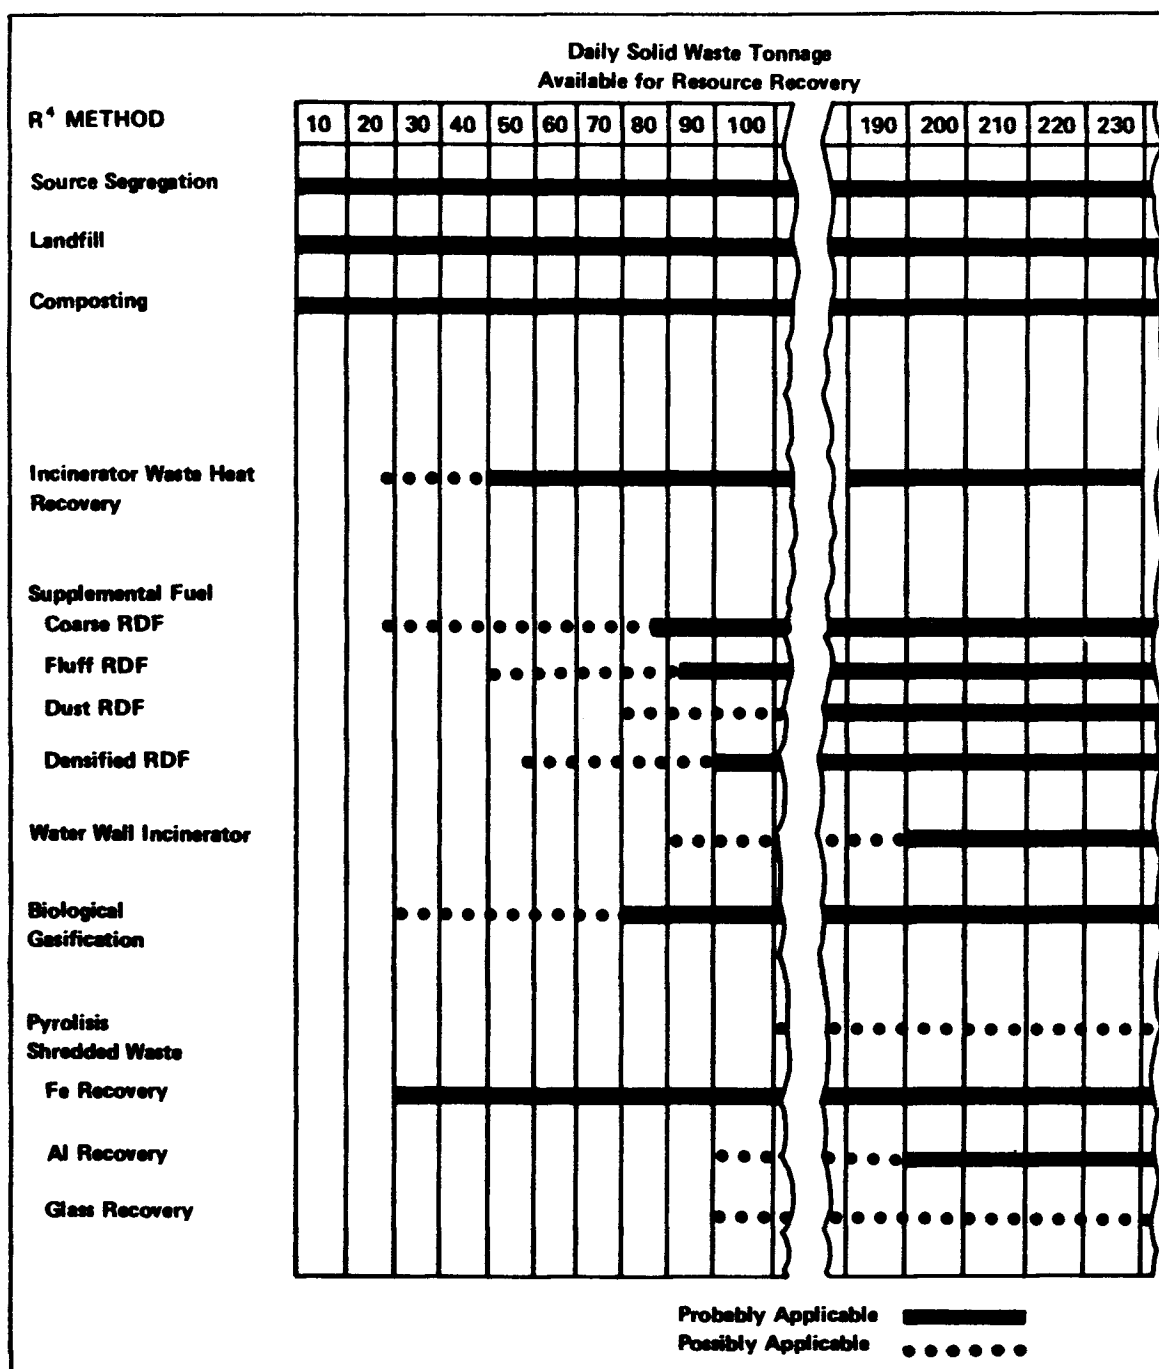 Daily Solid Waste Tonnage
Available for Resource Recovery
R⁴ METHOD
10 20 30 40 50 60 70 80 90 100 190 200 210 220 230
Source Segregation
Landfill
Composting
Incinerator Waste Heat
Recovery
Supplemental Fuel
Coarse RDF
Fluff RDF
Dust RDF
Densified RDF
Water Wall Incinerator
Biological
Gasification
Pyrolisis
Shredded Waste
Fe Recovery
Al Recovery
Glass Recovery
Probably Applicable
Possibly Applicable